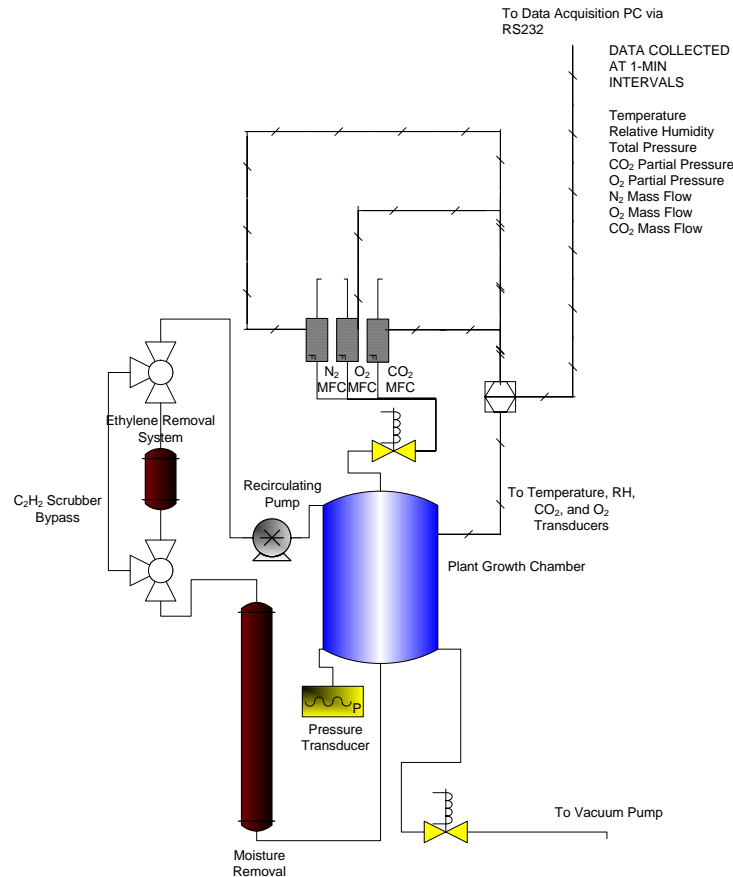 To Data Acquisition PC via
RS232
DATA COLLECTED
AT 1-MIN
INTERVALS
Temperature
Relative Humidity
Total Pressure
CO₂ Partial Pressure
O₂ Partial Pressure
N₂ Mass Flow
O₂ Mass Flow
CO₂ Mass Flow
F
F
F
N₂
MFC
O₂
MFC
CO₂
MFC
Ethylene Removal
System
C₂H₂ Scrubber
Bypass
Recirculating
Pump
To Temperature, RH,
CO₂, and O₂
Transducers
Plant Growth Chamber
P
Pressure
Transducer
To Vacuum Pump
Moisture
Removal